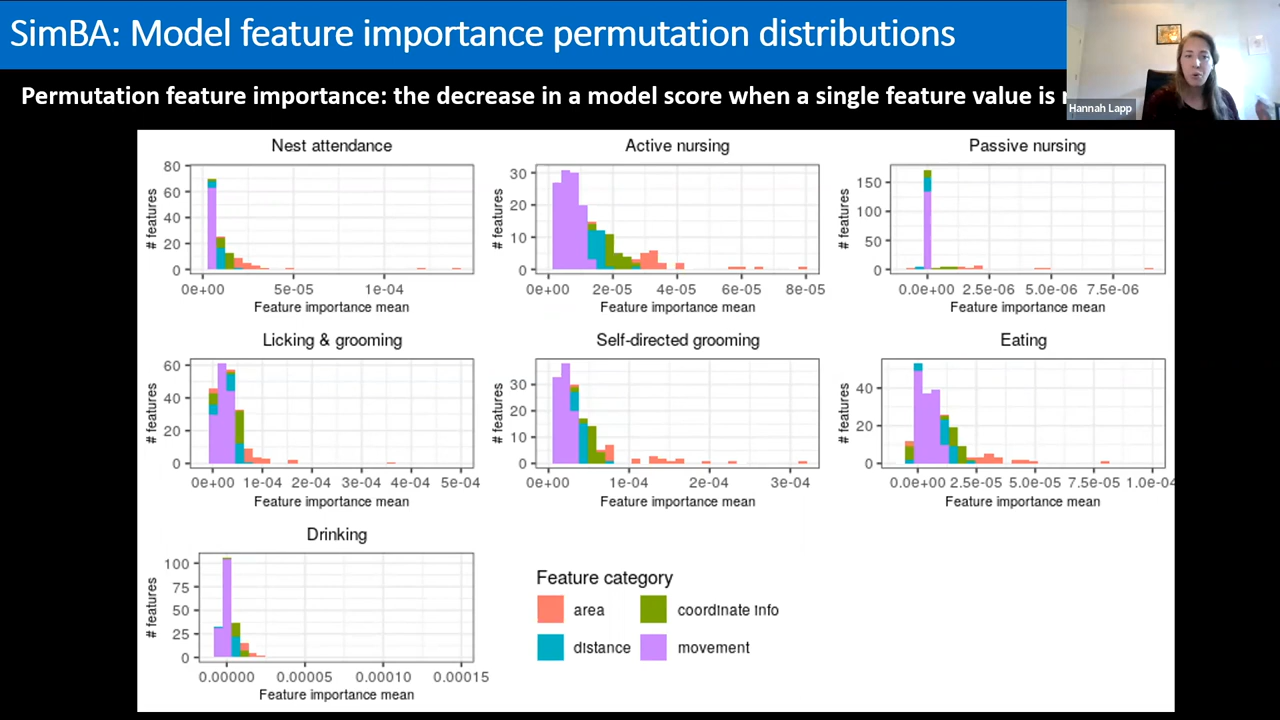 SimBA: Model feature importance permutation distributions
Permutation feature importance: the decrease in a model score when a single feature value is
Hannah Lapp
Nest attendance
# features
80
60
40
20
0
0e+00 5e-05 1e-04
Feature importance mean
Active nursing
# features
30
20
10
0
0e+00 2e-05 4e-05 6e-05 8e-05
Feature importance mean
Passive nursing
# features
150
100
50
0
0.0e+00 2.5e-06 5.0e-06 7.5e-06
Feature importance mean
Licking & grooming
# features
60
40
20
0
0e+00 1e-04 2e-04 3e-04 4e-04 5e-04
Feature importance mean
Self-directed grooming
# features
30
20
10
0
0e+00 1e-04 2e-04 3e-04
Feature importance mean
Eating
# features
40
20
0
0.0e+00 2.5e-05 5.0e-05 7.5e-05 1.0e-04
Feature importance mean
Drinking
# features
100
75
50
25
0
0.00000 0.00005 0.00010 0.00015
Feature importance mean
Feature category
area coordinate info
distance movement